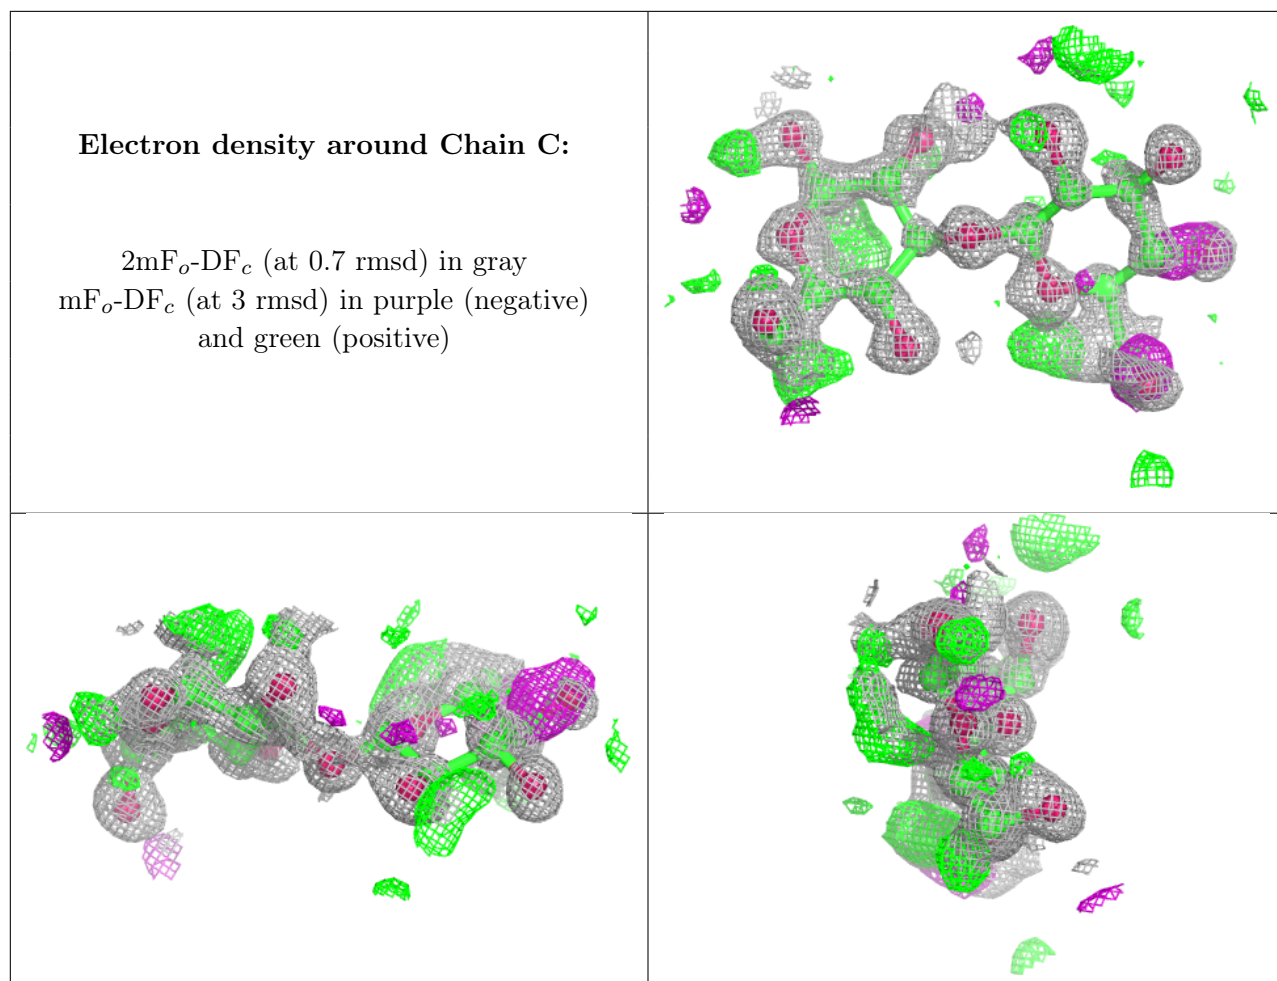 Electron density around Chain C:
2mFₒ-DF𝒸 (at 0.7 rmsd) in gray
mFₒ-DF𝒸 (at 3 rmsd) in purple (negative)
and green (positive)